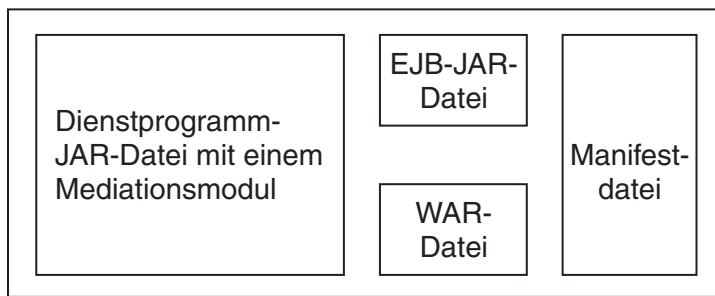 Dienstprogramm-
JAR-Datei mit einem
Mediationsmodul
EJB-JAR-
Datei
WAR-
Datei
Manifest-
datei